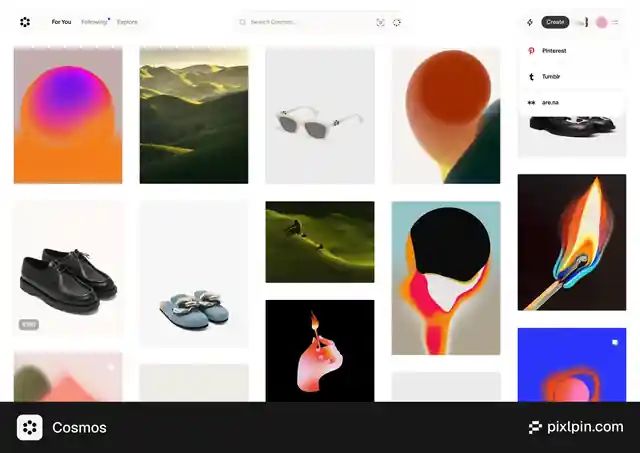 For You Following Explore
Search Cosmos...
Create
Pinterest
Tumblr
are.na
Cosmos
pixlpin.com